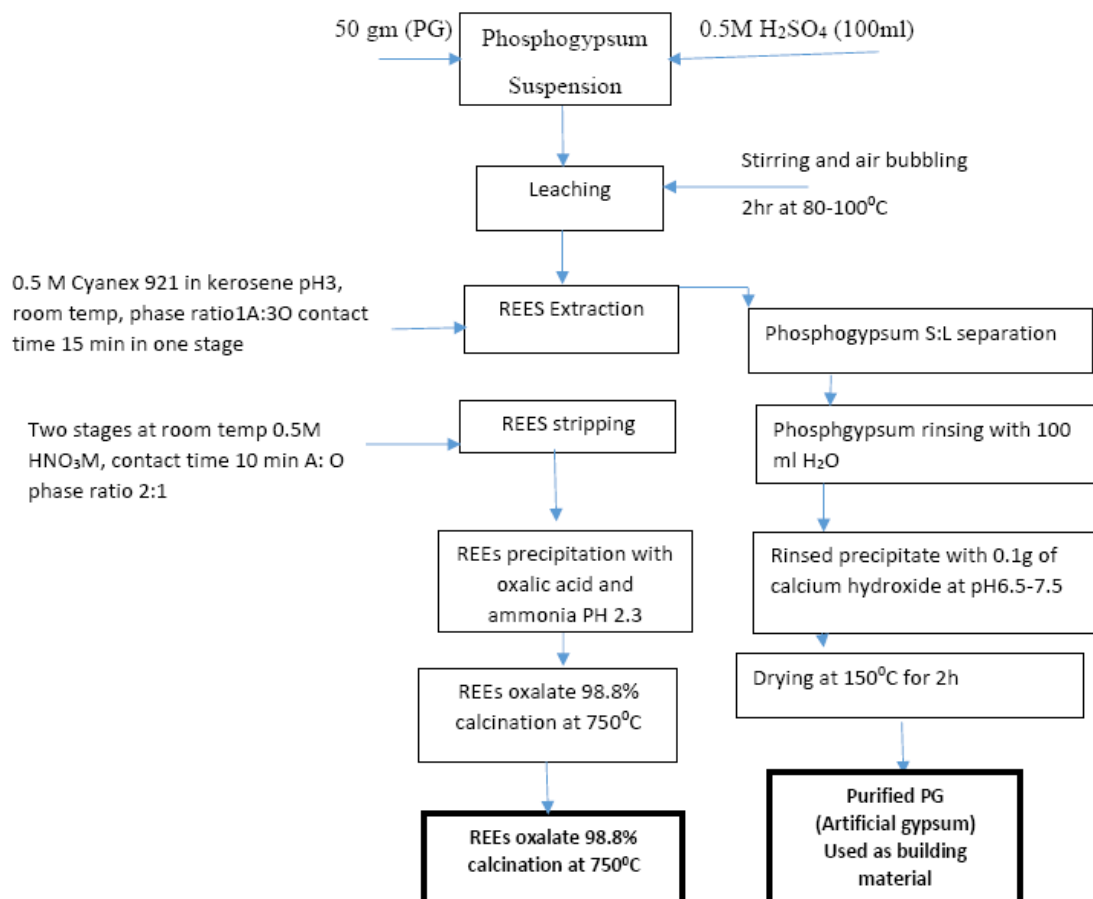 50 gm (PG)
Phosphogypsum
Suspension
0.5M H₂SO₄ (100ml)
Leaching
Stirring and air bubbling
2hr at 80-100⁰C
0.5 M Cyanex 921 in kerosene pH3,
room temp, phase ratio1A:3O contact
time 15 min in one stage
REES Extraction
Phosphogypsum S:L separation
Two stages at room temp 0.5M
HNO₃M, contact time 10 min A: O
phase ratio 2:1
REES stripping
Phosphgypsum rinsing with 100
ml H₂O
REEs precipitation with
oxalic acid and
ammonia PH 2.3
Rinsed precipitate with 0.1g of
calcium hydroxide at pH6.5-7.5
REEs oxalate 98.8%
calcination at 750⁰C
Drying at 150⁰C for 2h
REEs oxalate 98.8%
calcination at 750⁰C
Purified PG
(Artificial gypsum)
Used as building
material